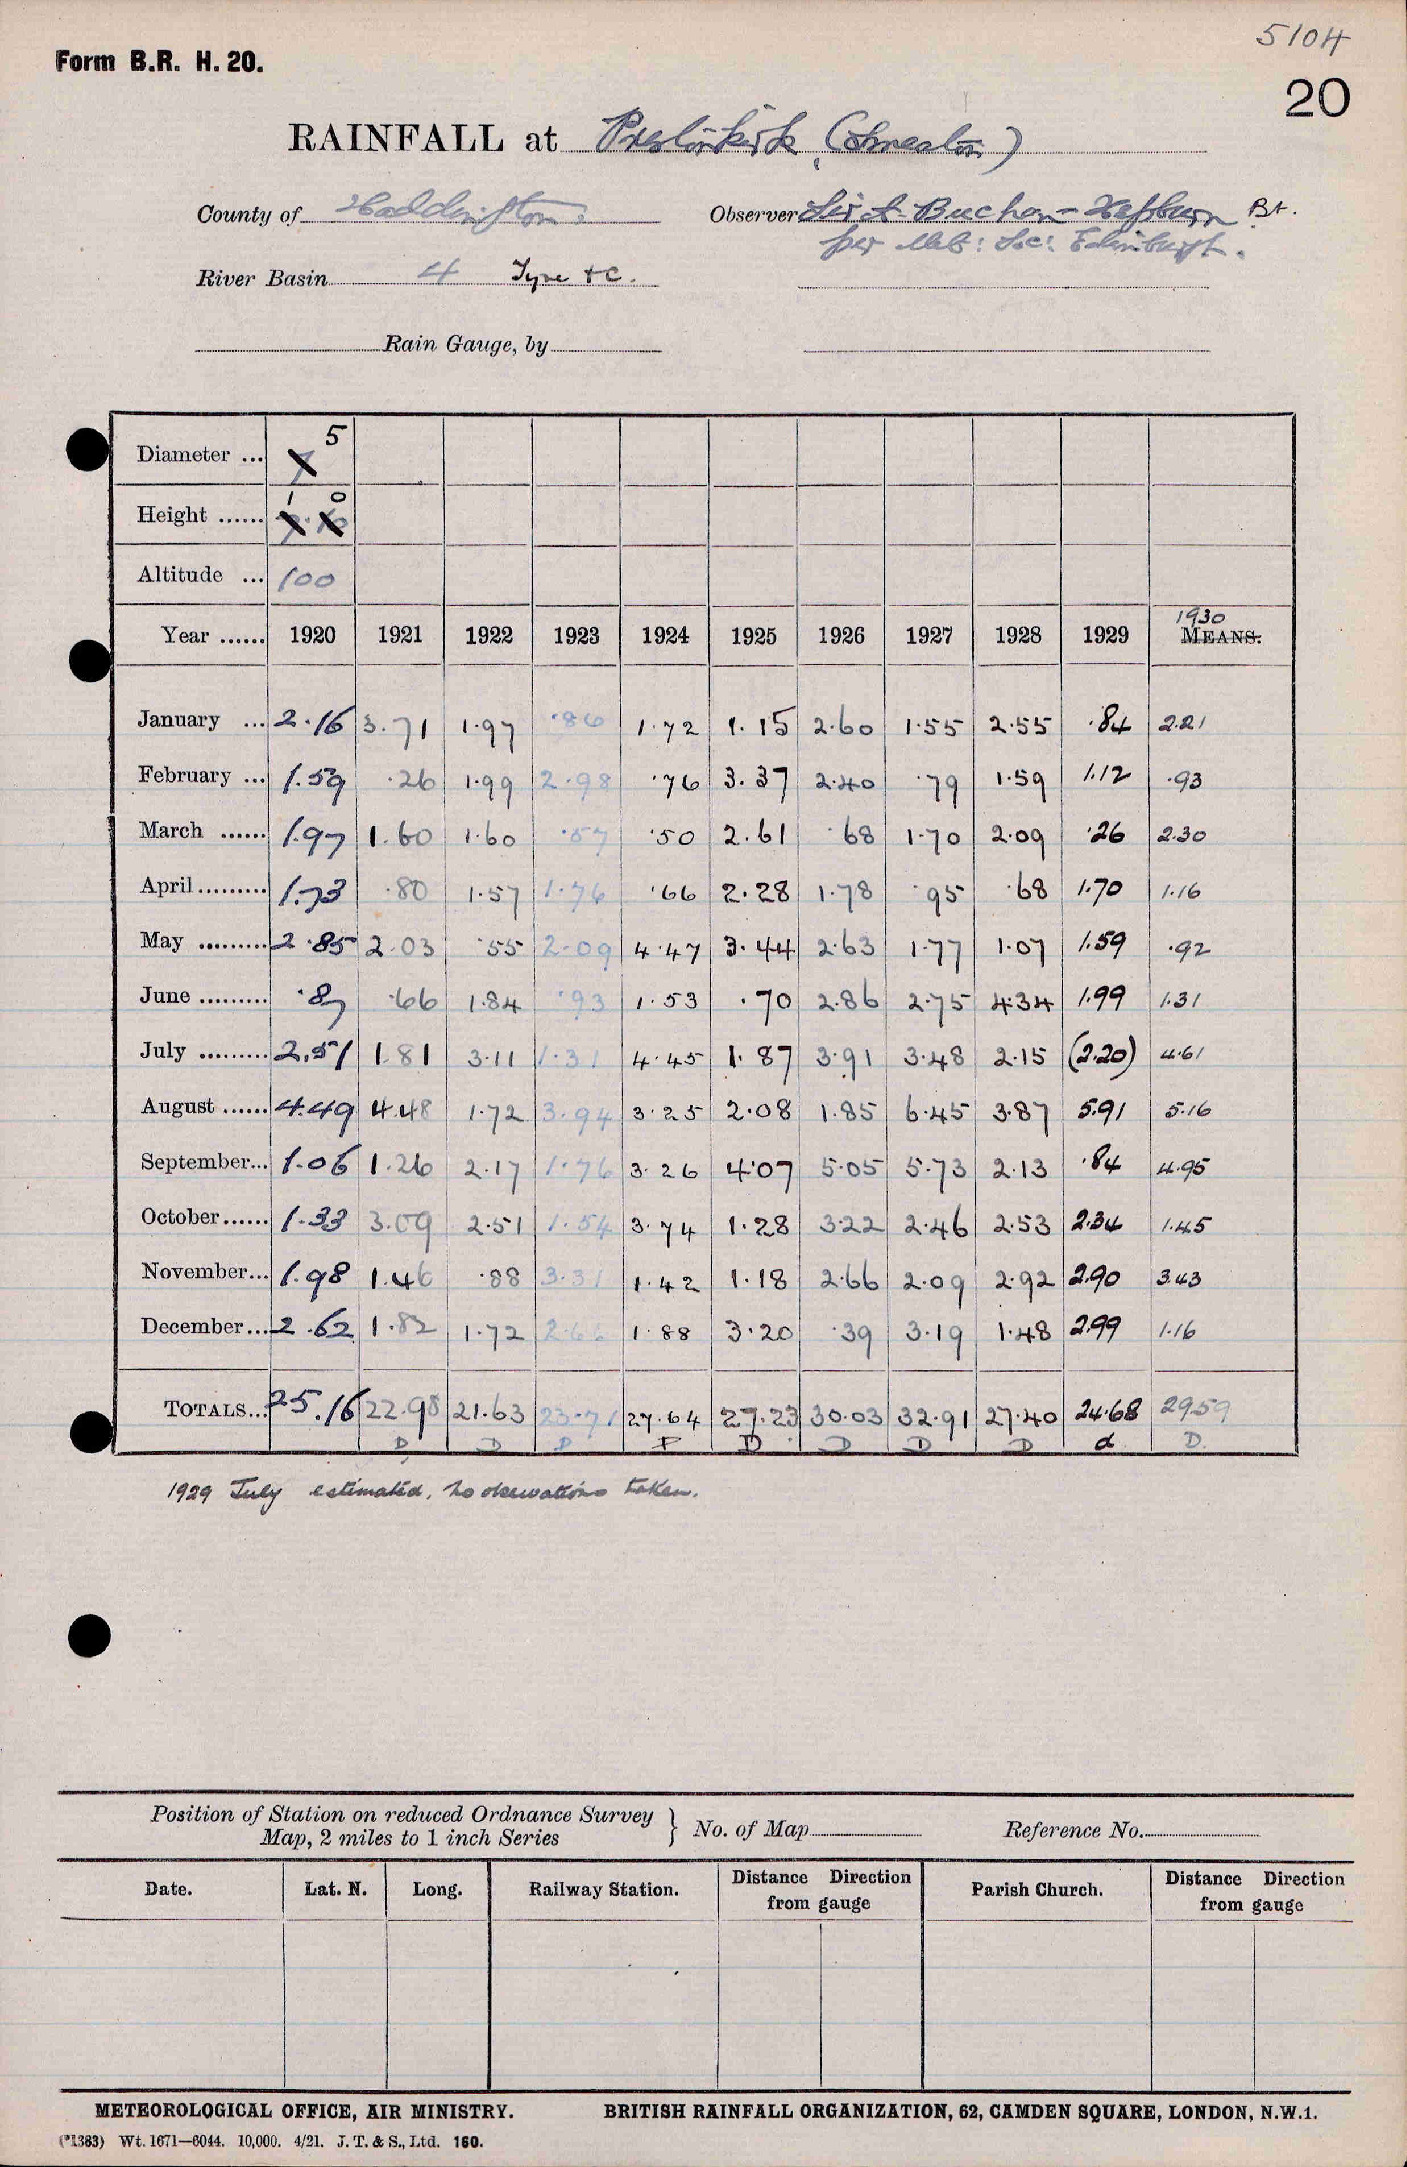 5104
Form B.R. H. 20.
20
RAINFALL at Prestonkirk (Smeaton)
County of Haddington Observer Sir A. Buchan-Hepburn Bt.
per Met: Soc: Edinburgh.
River Basin 4 Tyne &c.
Rain Gauge, by
Diameter ... 7 5
Height ...... 1 0
Altitude ... 100
Year ...... 1920 1921 1922 1923 1924 1925 1926 1927 1928 1929 1930 MEANS.
January ... 2.16 3.71 1.97 .86 1.72 1.15 2.60 1.55 2.55 .84 2.21
February ... 1.59 .26 1.99 2.98 .76 3.37 2.40 .79 1.59 1.12 .93
March ...... 1.97 1.60 1.60 .57 .50 2.61 .68 1.70 2.09 .26 2.30
April ......... 1.73 .80 1.57 1.76 .66 2.28 1.78 .95 .68 1.70 1.16
May ......... 2.85 2.03 .55 2.09 4.47 3.44 2.63 1.77 1.07 1.59 .92
June ......... .87 .66 1.84 .93 1.53 .70 2.86 2.75 4.34 1.99 1.31
July ......... 2.51 1.81 3.11 1.31 4.45 1.87 3.91 3.48 2.15 (2.20) 4.61
August ...... 4.49 4.48 1.72 3.94 3.25 2.08 1.85 6.45 3.87 5.91 5.16
September... 1.06 1.26 2.17 1.76 3.26 4.07 5.05 5.73 2.13 .84 4.95
October...... 1.33 3.09 2.51 1.54 3.74 1.28 3.22 2.46 2.53 2.34 1.45
November... 1.98 1.46 .88 3.31 1.42 1.18 2.66 2.09 2.92 2.90 3.43
December... 2.62 1.82 1.72 2.66 1.88 3.20 .39 3.19 1.48 2.99 1.16
TOTALS... 25.16 22.98 21.63 23.71 27.64 27.23 30.03 32.91 27.40 24.68 29.59
D D D D D D D D d D.
1929 July estimated, no observations taken.
Position of Station on reduced Ordnance Survey
Map, 2 miles to 1 inch Series } No. of Map Reference No.
Date. Lat. N. Long. Railway Station. Distance Direction from gauge Parish Church. Distance Direction from gauge
METEOROLOGICAL OFFICE, AIR MINISTRY. BRITISH RAINFALL ORGANIZATION, 62, CAMDEN SQUARE, LONDON, N.W.1.
(*1383) Wt. 1671—6044. 10,000. 4/21. J. T. & S., Ltd. 160.